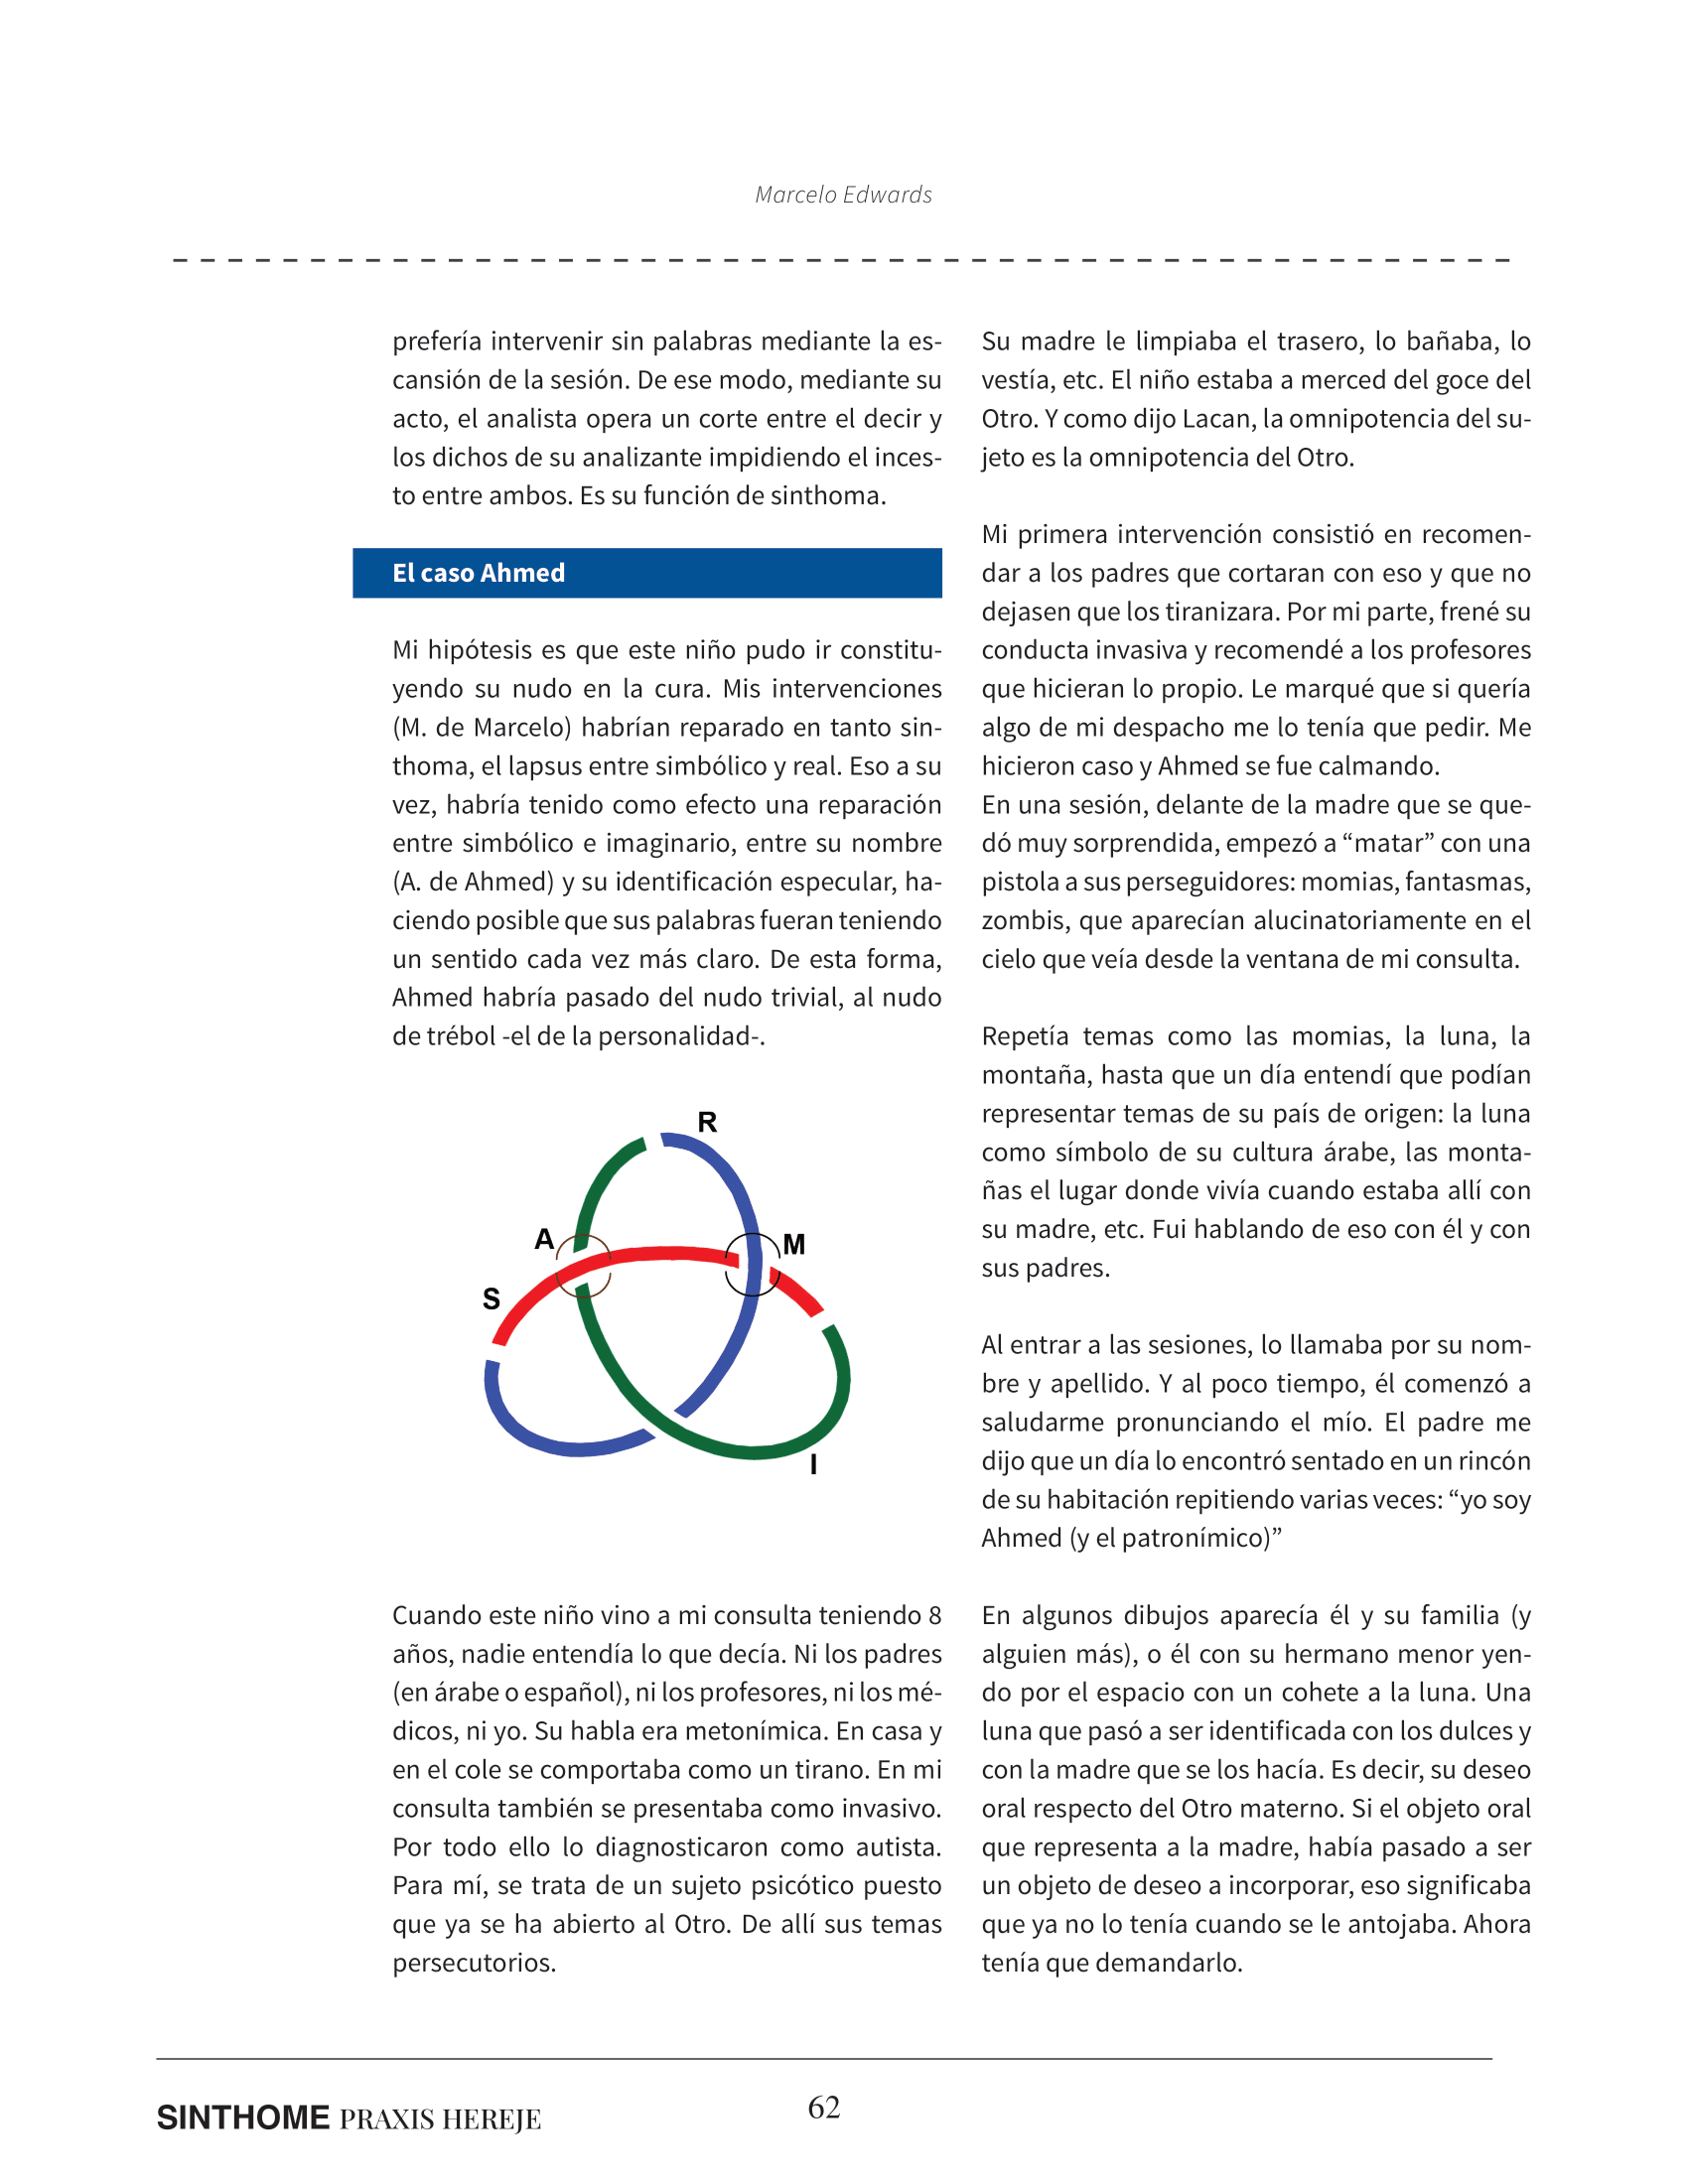 Marcelo Edwards
prefería intervenir sin palabras mediante la es-
cansión de la sesión. De ese modo, mediante su
acto, el analista opera un corte entre el decir y
los dichos de su analizante impidiendo el inces-
to entre ambos. Es su función de sinthoma.
El caso Ahmed
Mi hipótesis es que este niño pudo ir constitu-
yendo su nudo en la cura. Mis intervenciones
(M. de Marcelo) habrían reparado en tanto sin-
thoma, el lapsus entre simbólico y real. Eso a su
vez, habría tenido como efecto una reparación
entre simbólico e imaginario, entre su nombre
(A. de Ahmed) y su identificación especular, ha-
ciendo posible que sus palabras fueran teniendo
un sentido cada vez más claro. De esta forma,
Ahmed habría pasado del nudo trivial, al nudo
de trébol -el de la personalidad-.
R
A
M
S
I
Cuando este niño vino a mi consulta teniendo 8
años, nadie entendía lo que decía. Ni los padres
(en árabe o español), ni los profesores, ni los mé-
dicos, ni yo. Su habla era metonímica. En casa y
en el cole se comportaba como un tirano. En mi
consulta también se presentaba como invasivo.
Por todo ello lo diagnosticaron como autista.
Para mí, se trata de un sujeto psicótico puesto
que ya se ha abierto al Otro. De allí sus temas
persecutorios.
Su madre le limpiaba el trasero, lo bañaba, lo
vestía, etc. El niño estaba a merced del goce del
Otro. Y como dijo Lacan, la omnipotencia del su-
jeto es la omnipotencia del Otro.
Mi primera intervención consistió en recomen-
dar a los padres que cortaran con eso y que no
dejasen que los tiranizara. Por mi parte, frené su
conducta invasiva y recomendé a los profesores
que hicieran lo propio. Le marqué que si quería
algo de mi despacho me lo tenía que pedir. Me
hicieron caso y Ahmed se fue calmando.
En una sesión, delante de la madre que se que-
dó muy sorprendida, empezó a “matar” con una
pistola a sus perseguidores: momias, fantasmas,
zombis, que aparecían alucinatoriamente en el
cielo que veía desde la ventana de mi consulta.
Repetía temas como las momias, la luna, la
montaña, hasta que un día entendí que podían
representar temas de su país de origen: la luna
como símbolo de su cultura árabe, las monta-
ñas el lugar donde vivía cuando estaba allí con
su madre, etc. Fui hablando de eso con él y con
sus padres.
Al entrar a las sesiones, lo llamaba por su nom-
bre y apellido. Y al poco tiempo, él comenzó a
saludarme pronunciando el mío. El padre me
dijo que un día lo encontró sentado en un rincón
de su habitación repitiendo varias veces: “yo soy
Ahmed (y el patronímico)”
En algunos dibujos aparecía él y su familia (y
alguien más), o él con su hermano menor yen-
do por el espacio con un cohete a la luna. Una
luna que pasó a ser identificada con los dulces y
con la madre que se los hacía. Es decir, su deseo
oral respecto del Otro materno. Si el objeto oral
que representa a la madre, había pasado a ser
un objeto de deseo a incorporar, eso significaba
que ya no lo tenía cuando se le antojaba. Ahora
tenía que demandarlo.
SINTHOME PRAXIS HEREJE
62